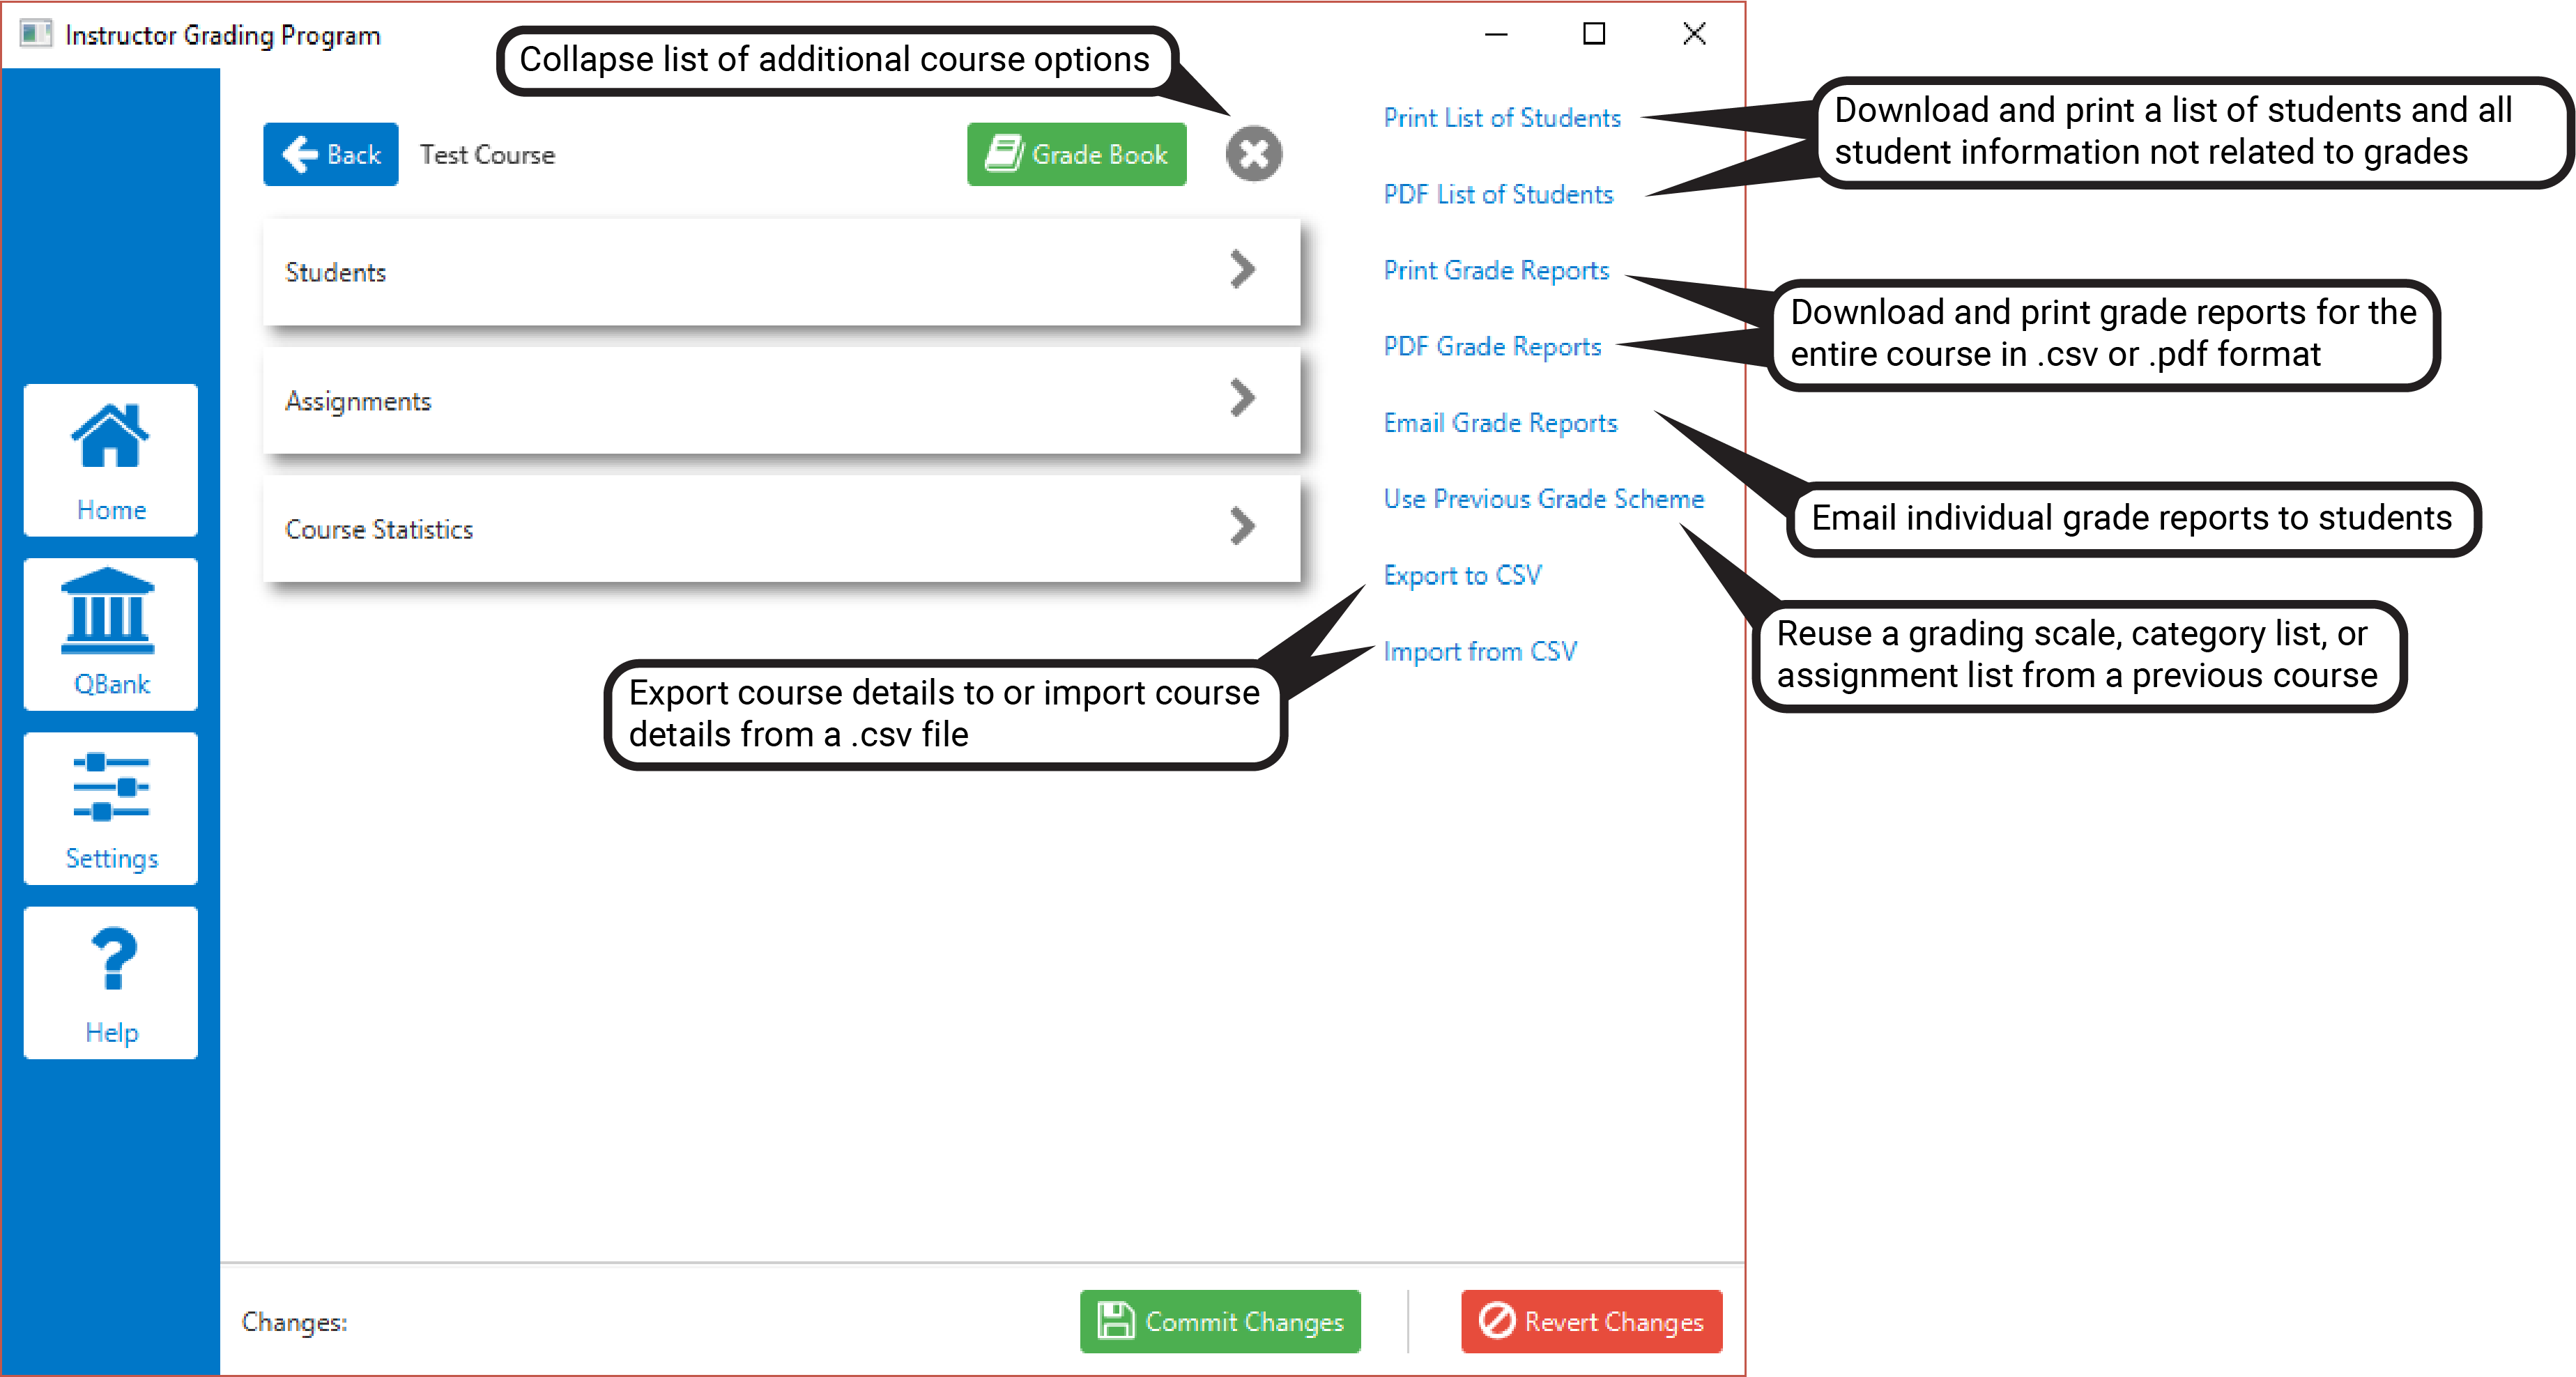 Instructor Grading Program
Collapse list of additional course options
Back
Test Course
Grade Book
Students
Assignments
Course Statistics
Home
QBank
Settings
Help
Print List of Students
PDF List of Students
Print Grade Reports
PDF Grade Reports
Email Grade Reports
Use Previous Grade Scheme
Export to CSV
Import from CSV
Download and print a list of students and all
student information not related to grades
Download and print grade reports for the
entire course in .csv or .pdf format
Email individual grade reports to students
Reuse a grading scale, category list, or
assignment list from a previous course
Export course details to or import course
details from a .csv file
Changes:
Commit Changes
Revert Changes